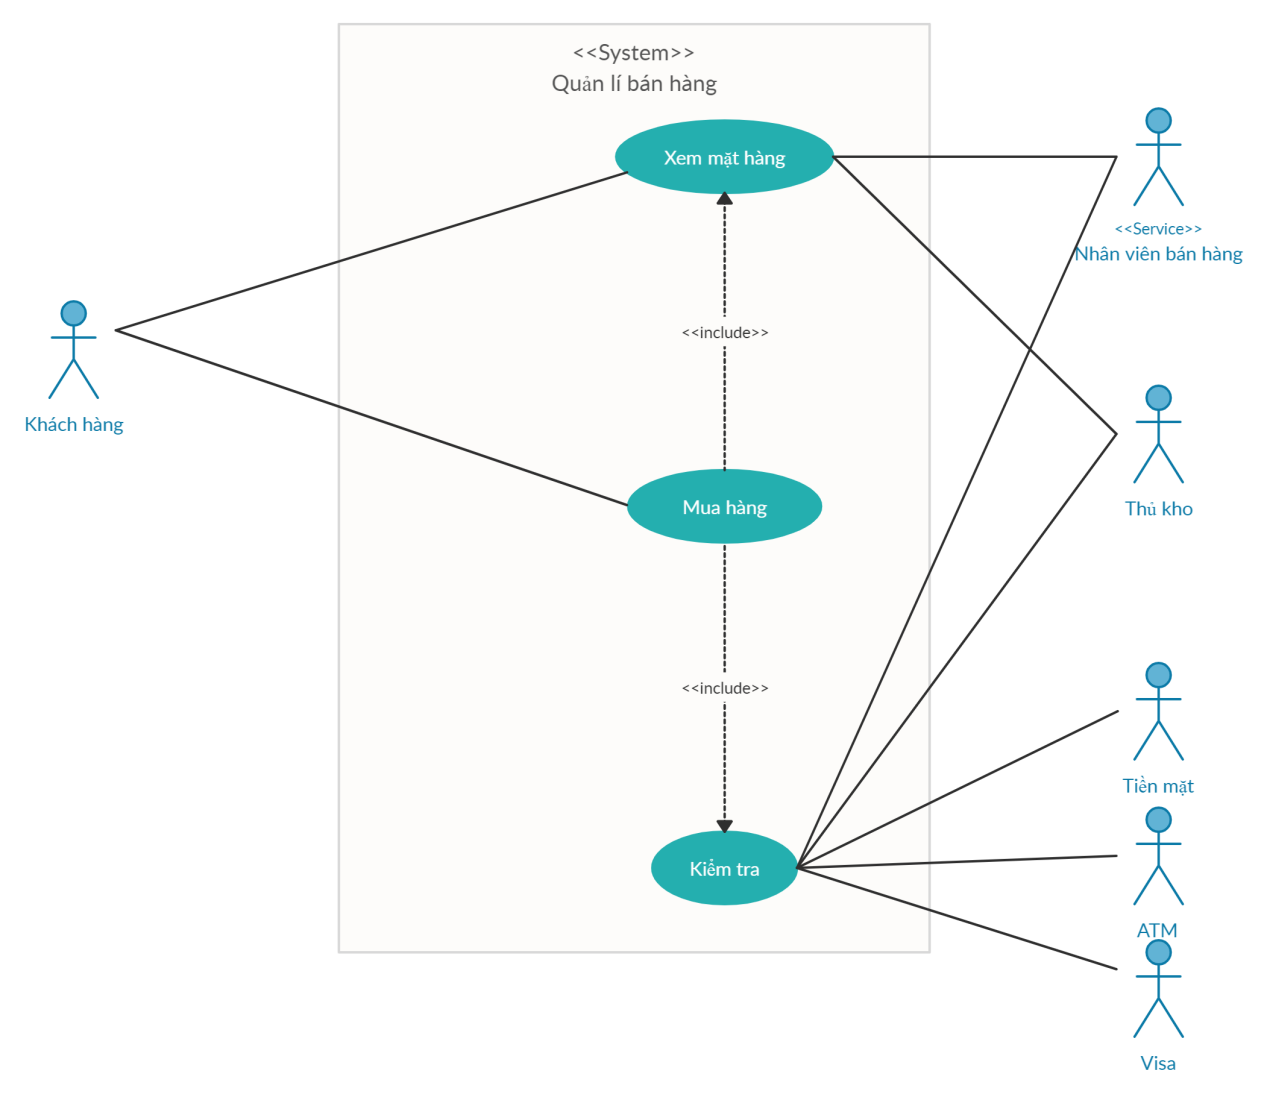 <<System>>
Quản lí bán hàng
Xem mặt hàng
<<Service>>
Nhân viên bán hàng
<<include>>
Khách hàng
Mua hàng
Thủ kho
<<include>>
Tiền mặt
Kiểm tra
ATM
Visa